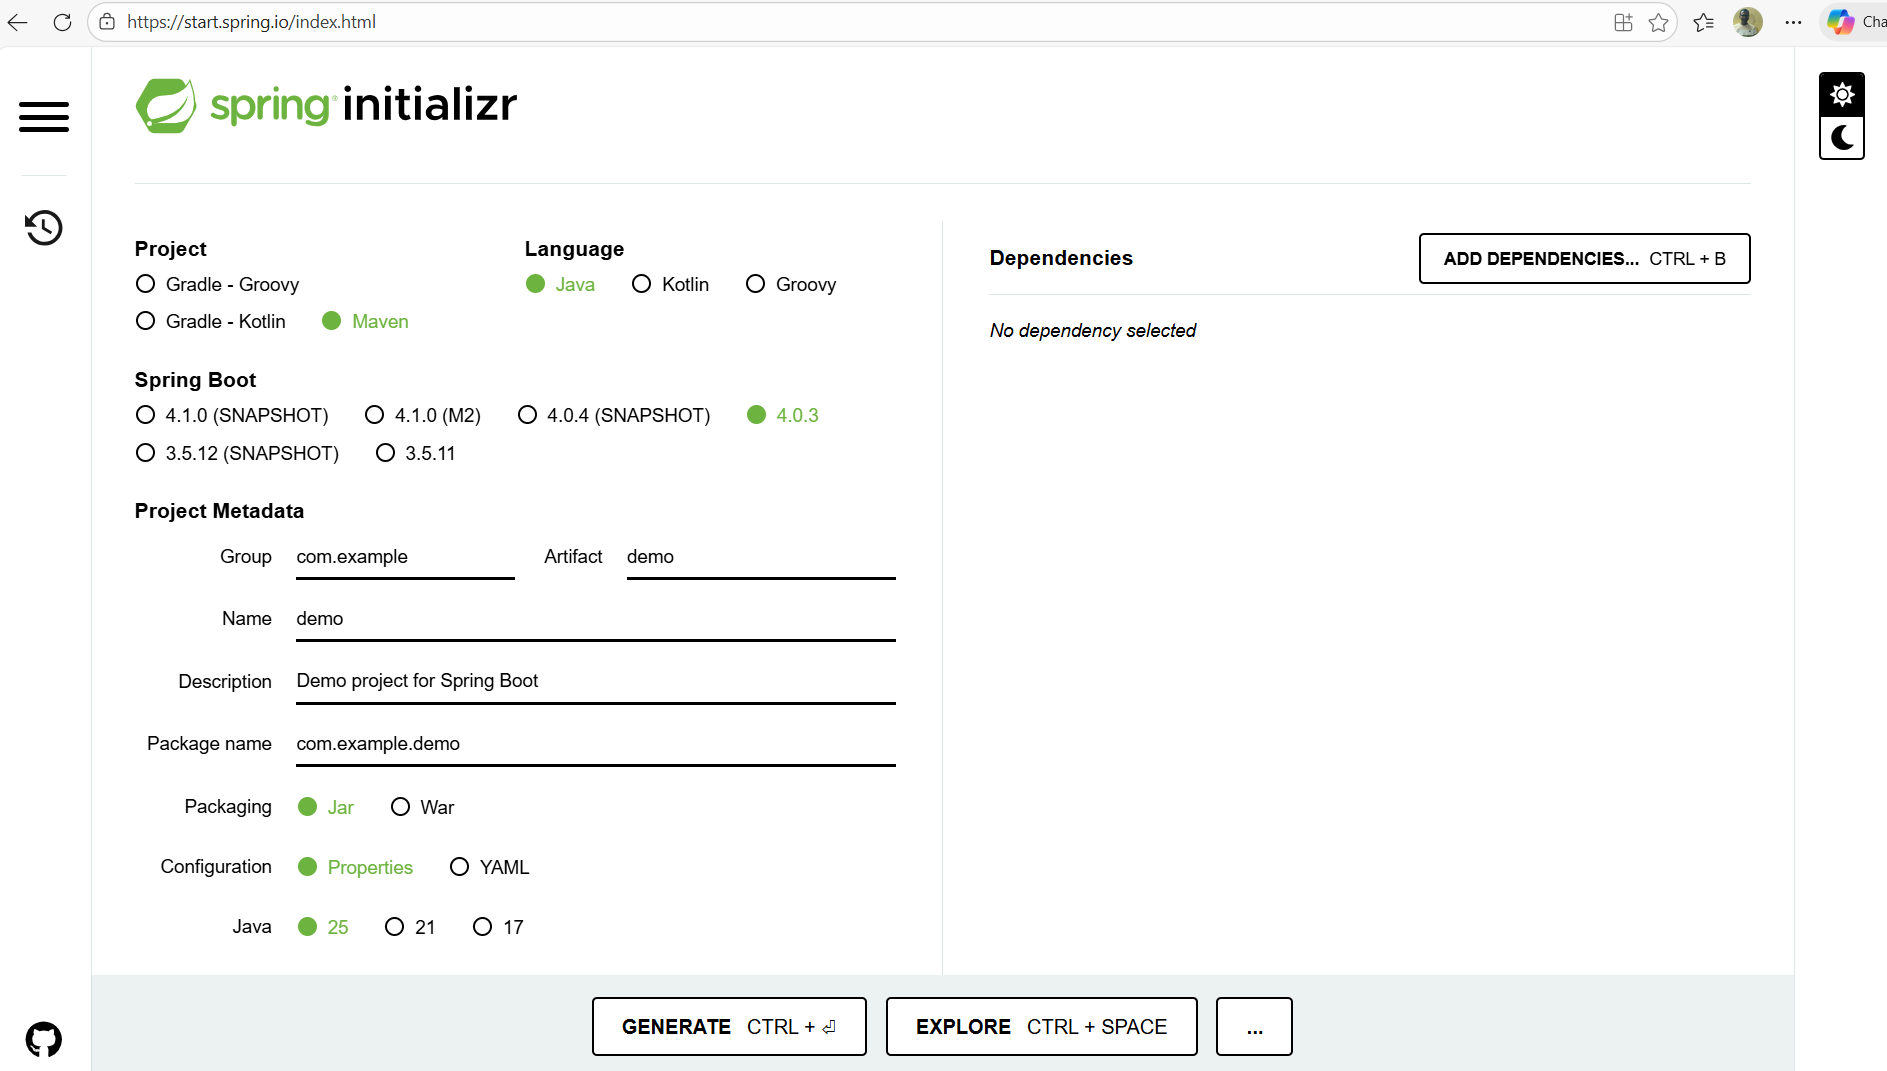 https://start.spring.io/index.html
Cha
spring initializr
Project
Gradle - Groovy
Gradle - Kotlin Maven
Language
Java Kotlin Groovy
Spring Boot
4.1.0 (SNAPSHOT) 4.1.0 (M2) 4.0.4 (SNAPSHOT) 4.0.3
3.5.12 (SNAPSHOT) 3.5.11
Project Metadata
Group com.example Artifact demo
Name demo
Description Demo project for Spring Boot
Package name com.example.demo
Packaging Jar War
Configuration Properties YAML
Java 25 21 17
Dependencies ADD DEPENDENCIES... CTRL + B
No dependency selected
GENERATE CTRL + ⏎ EXPLORE CTRL + SPACE ...